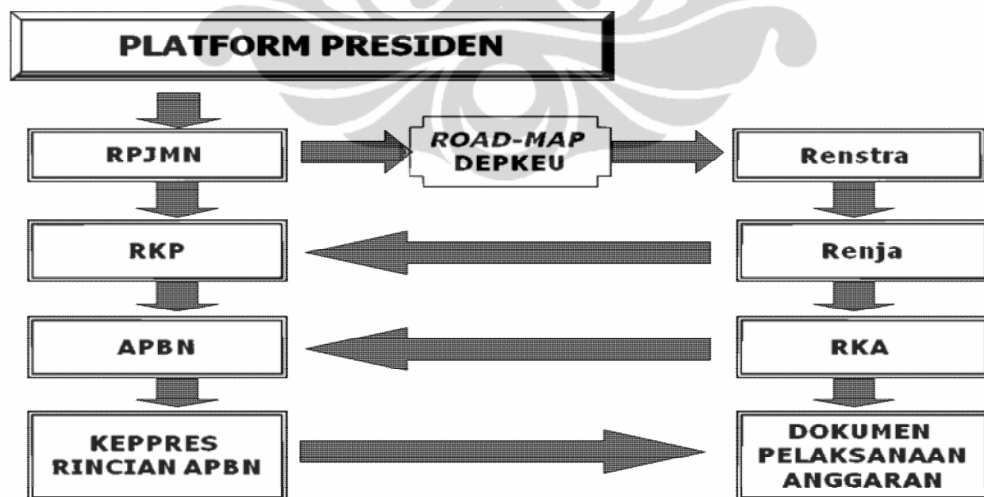 PLATFORM PRESIDEN
RPJMN
ROAD-MAP
DEPKEU
Renstra
RKP
Renja
APBN
RKA
KEPPRES
RINCIAN APBN
DOKUMEN
PELAKSANAAN
ANGGARAN